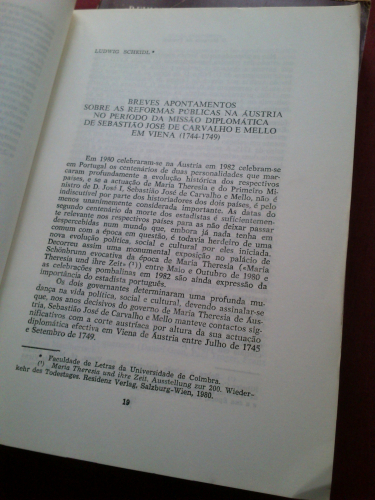 LUDWIG SCHEIDL *
BREVES APONTAMENTOS
SOBRE AS REFORMAS PÚBLICAS NA ÁUSTRIA
NO PERÍODO DA MISSÃO DIPLOMÁTICA
DE SEBASTIÃO JOSÉ DE CARVALHO E MELLO
EM VIENA (1744-1749)
Em 1980 celebraram-se na Áustria em 1982 celebram-se
em Portugal os centenários de duas personalidades que mar-
caram profundamente a evolução histórica dos respectivos
países, e se a actuação de Maria Theresia e do Primeiro Mi-
nistro de D. José I, Sebastião José de Carvalho e Mello, não é
indiscutível por parte dos historiadores dos dois países, é pelo
menos unanimemente considerada importante. As datas do
segundo centenário da morte dos estadistas é suficientemen-
te relevante nos respectivos países para as não deixar passar
despercebidas num mundo que, embora já nada tenha em
comum com a época em questão, é todavia herdeiro de uma
nova evolução política, social e cultural por eles iniciada.
Decorreu assim uma monumental exposição no palácio de
Schönbrunn evocativa da época de Maria Theresia («Maria
Theresia und ihre Zeit» (¹)) entre Maio e Outubro de 1980 e
as celebrações pombalinas em 1982 são ainda expressão da
importância do estadista português.
Os dois governantes determinaram uma profunda mu-
dança na vida política, social e cultural, devendo assinalar-se
que, nos anos decisivos do governo de Maria Theresia de Áus-
tria, Sebastião José de Carvalho e Mello manteve contactos sig-
nificativos com a corte austríaca por altura da sua actuação
diplomática efectiva em Viena de Áustria entre Julho de 1745
e Setembro de 1749.
* Faculdade de Letras da Universidade de Coimbra.
(¹) Maria Theresia und ihre Zeit. Ausstellung zur 200. Wieder-
kehr des Todestages. Residenz Verlag, Salzburg-Wien, 1980.
19